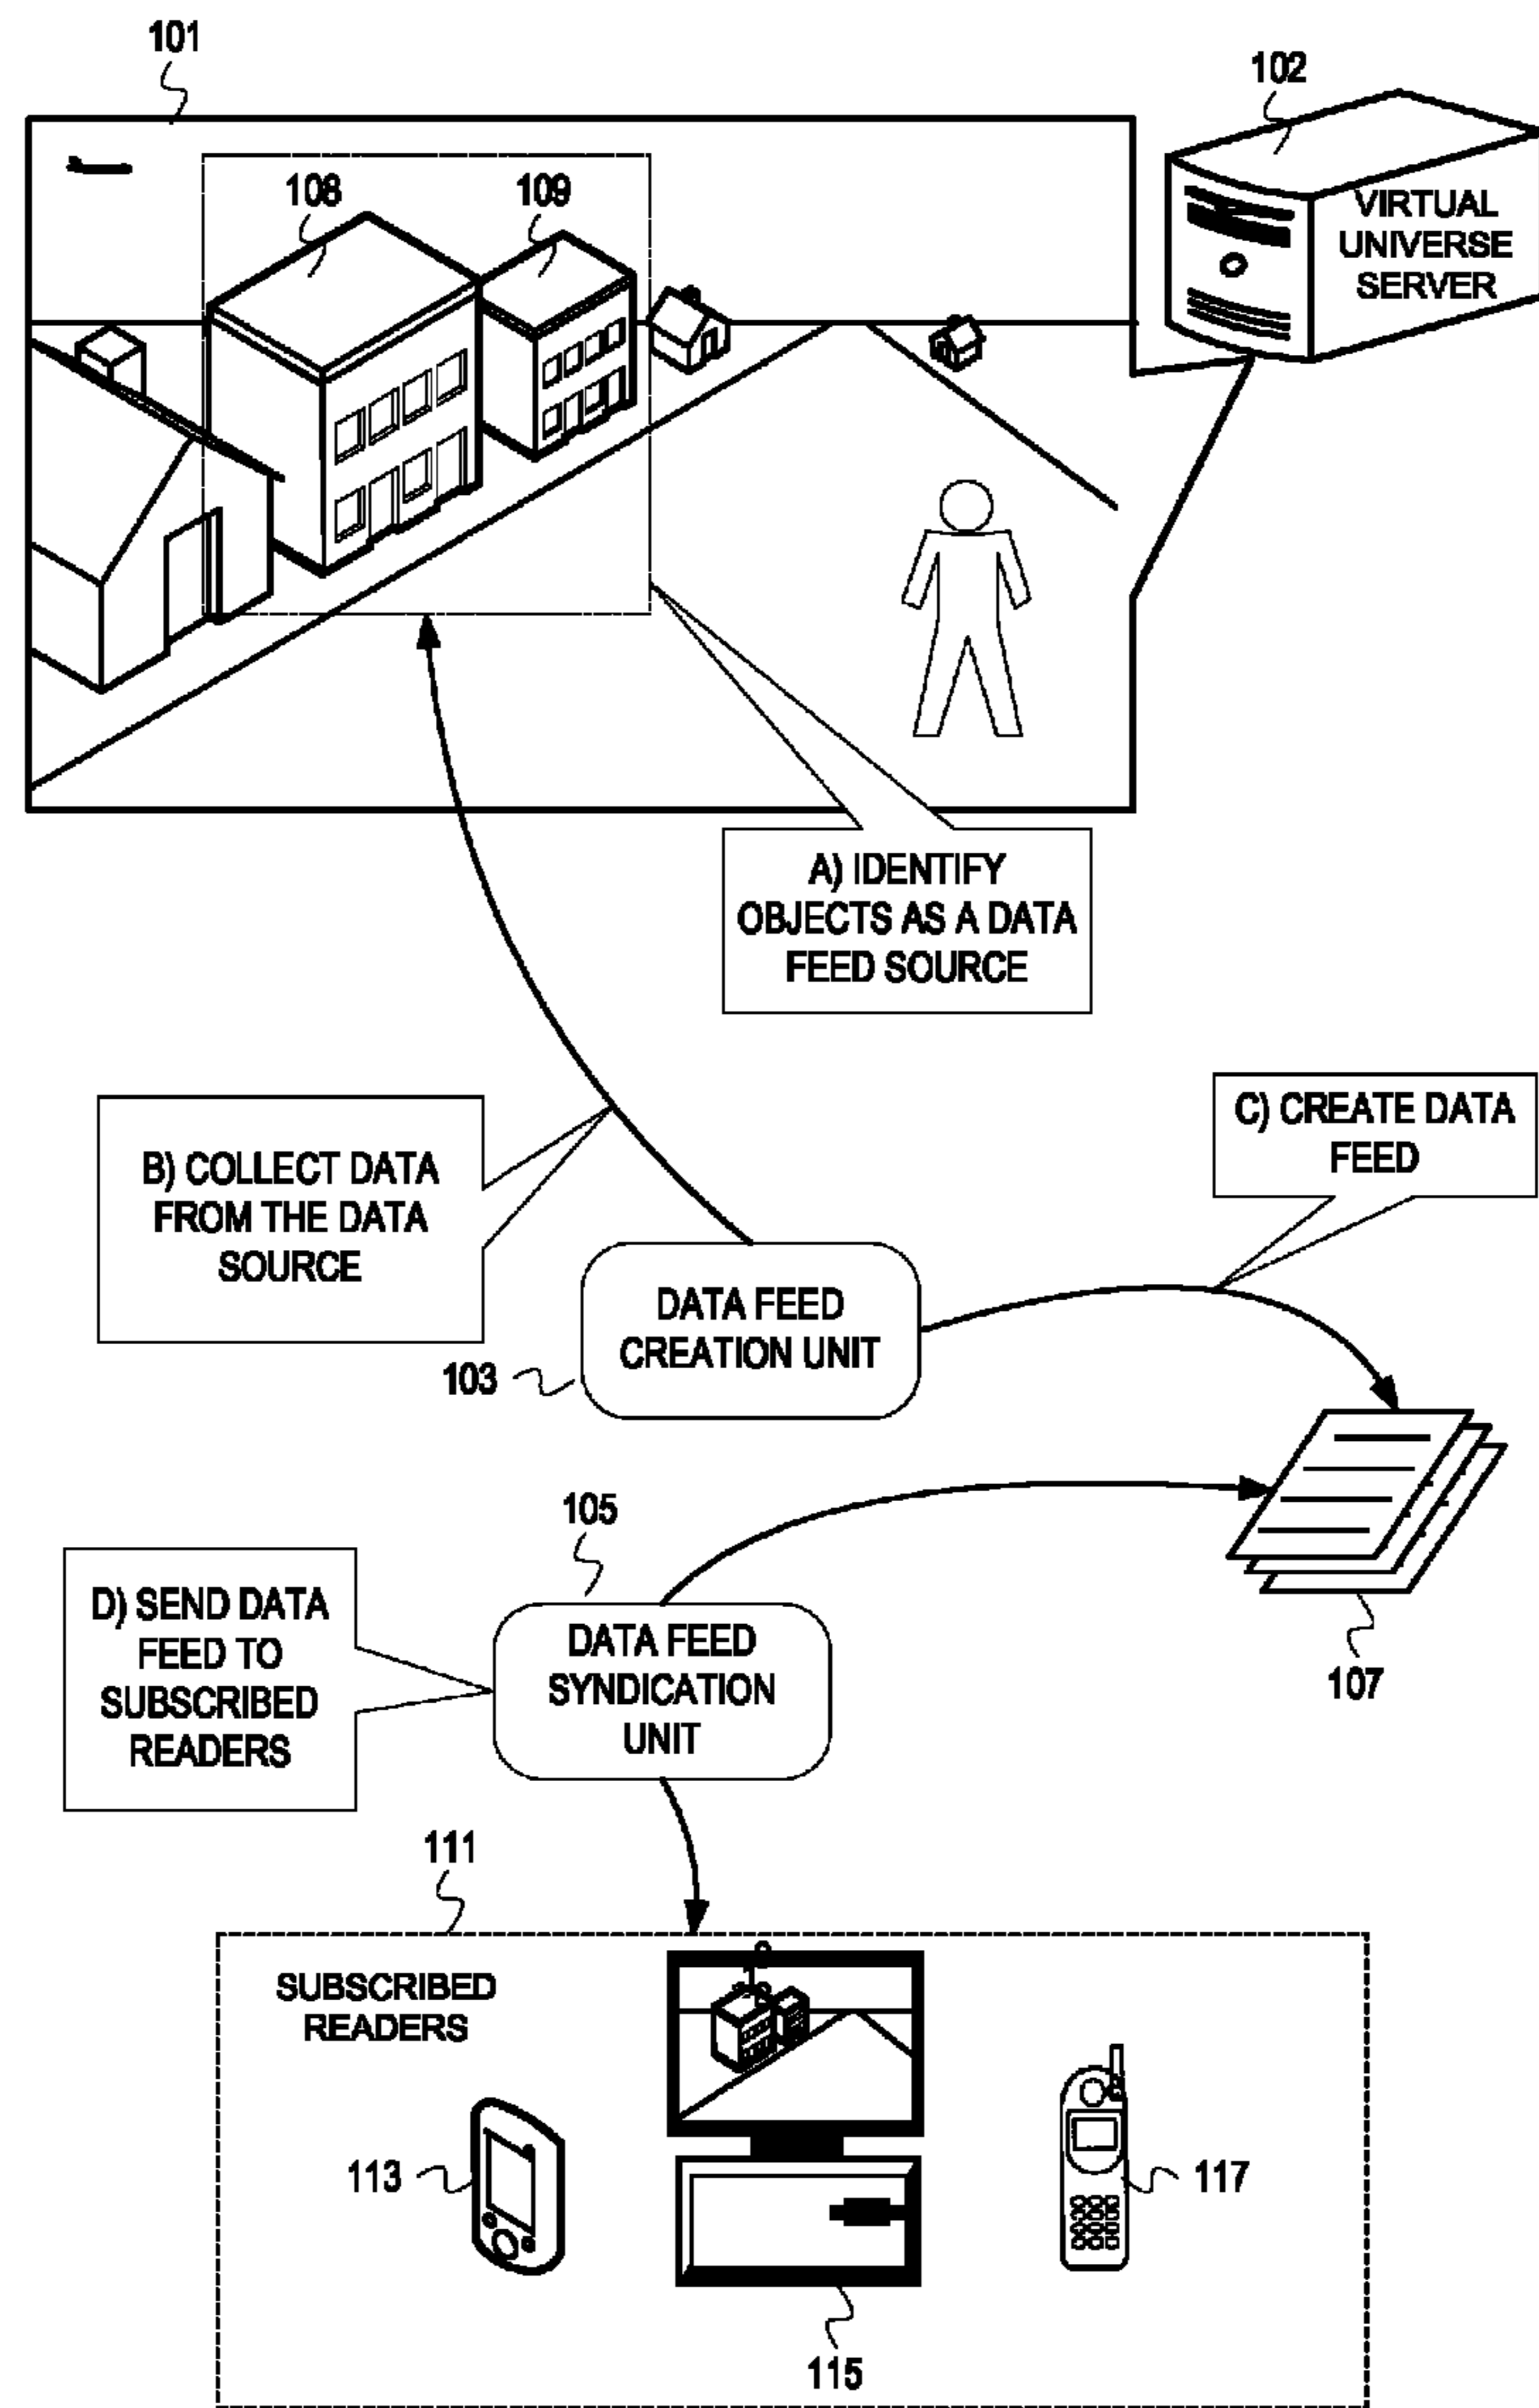 101
102
108
109
VIRTUAL
UNIVERSE
SERVER
A) IDENTIFY
OBJECTS AS A DATA
FEED SOURCE
C) CREATE DATA
FEED
B) COLLECT DATA
FROM THE DATA
SOURCE
DATA FEED
CREATION UNIT
103
105
D) SEND DATA
FEED TO
SUBSCRIBED
READERS
DATA FEED
SYNDICATION
UNIT
107
111
SUBSCRIBED
READERS
113
117
115